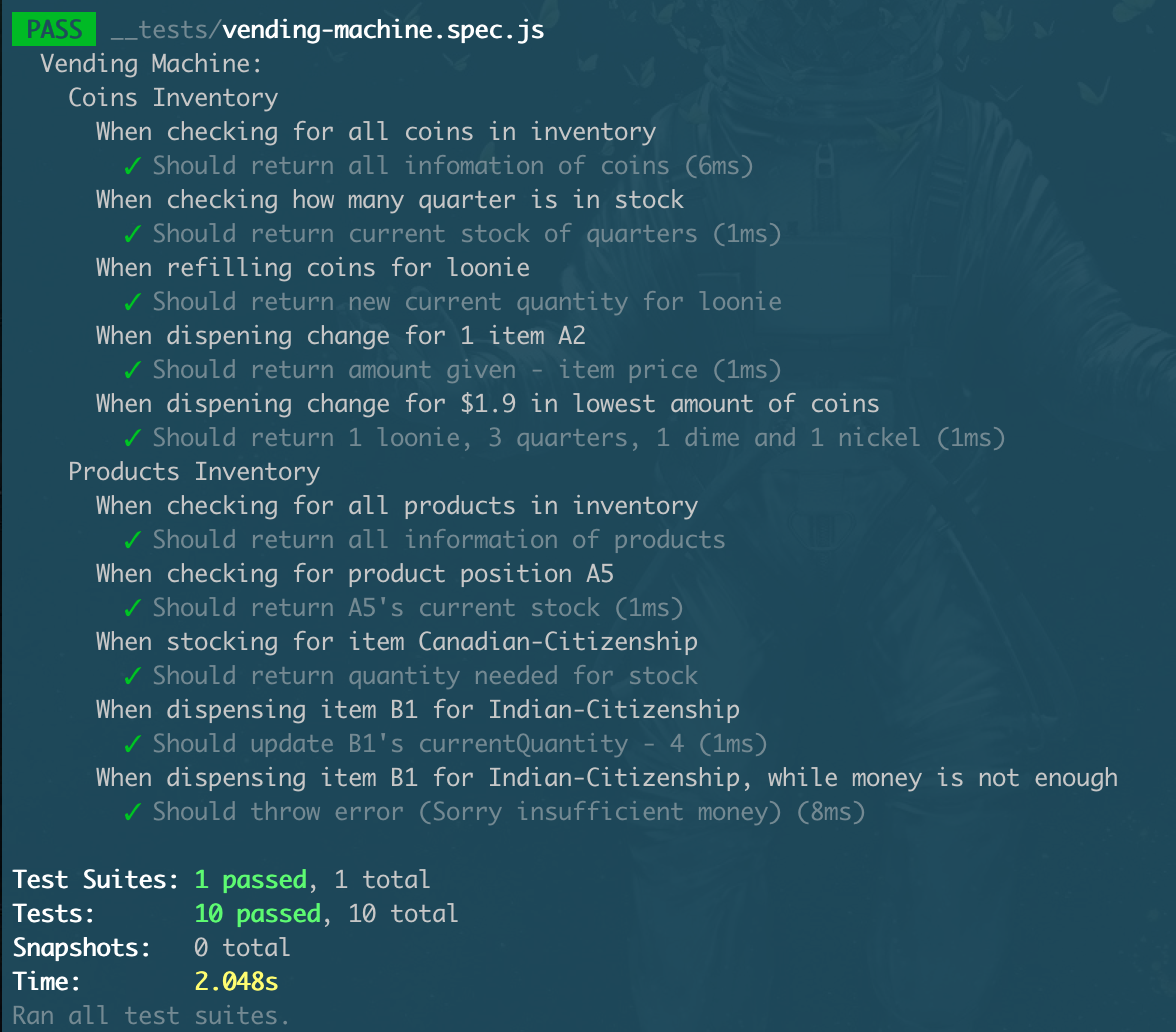 PASS __tests/vending-machine.spec.js
Vending Machine:
Coins Inventory
When checking for all coins in inventory
✓ Should return all infomation of coins (6ms)
When checking how many quarter is in stock
✓ Should return current stock of quarters (1ms)
When refilling coins for loonie
✓ Should return new current quantity for loonie
When dispening change for 1 item A2
✓ Should return amount given - item price (1ms)
When dispening change for $1.9 in lowest amount of coins
✓ Should return 1 loonie, 3 quarters, 1 dime and 1 nickel (1ms)
Products Inventory
When checking for all products in inventory
✓ Should return all information of products
When checking for product position A5
✓ Should return A5's current stock (1ms)
When stocking for item Canadian-Citizenship
✓ Should return quantity needed for stock
When dispensing item B1 for Indian-Citizenship
✓ Should update B1's currentQuantity - 4 (1ms)
When dispensing item B1 for Indian-Citizenship, while money is not enough
✓ Should throw error (Sorry insufficient money) (8ms)
Test Suites: 1 passed, 1 total
Tests: 10 passed, 10 total
Snapshots: 0 total
Time: 2.048s
Ran all test suites.